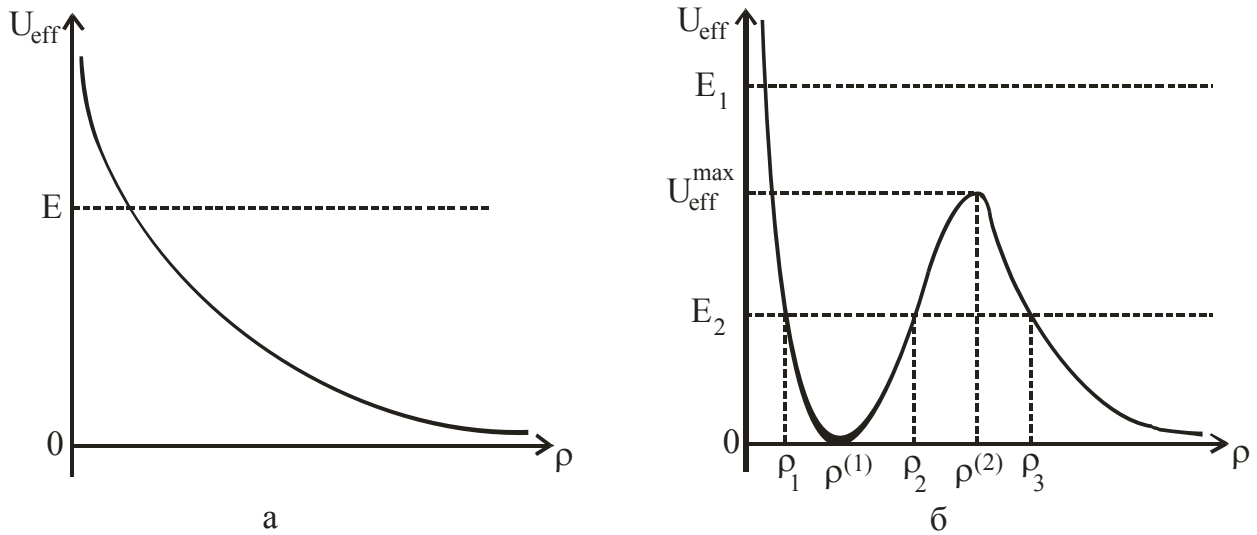 U_eff
E
0
ρ
а
U_eff
E_1
U_eff^max
E_2
0
ρ_1 ρ^(1) ρ_2 ρ^(2) ρ_3 ρ
б